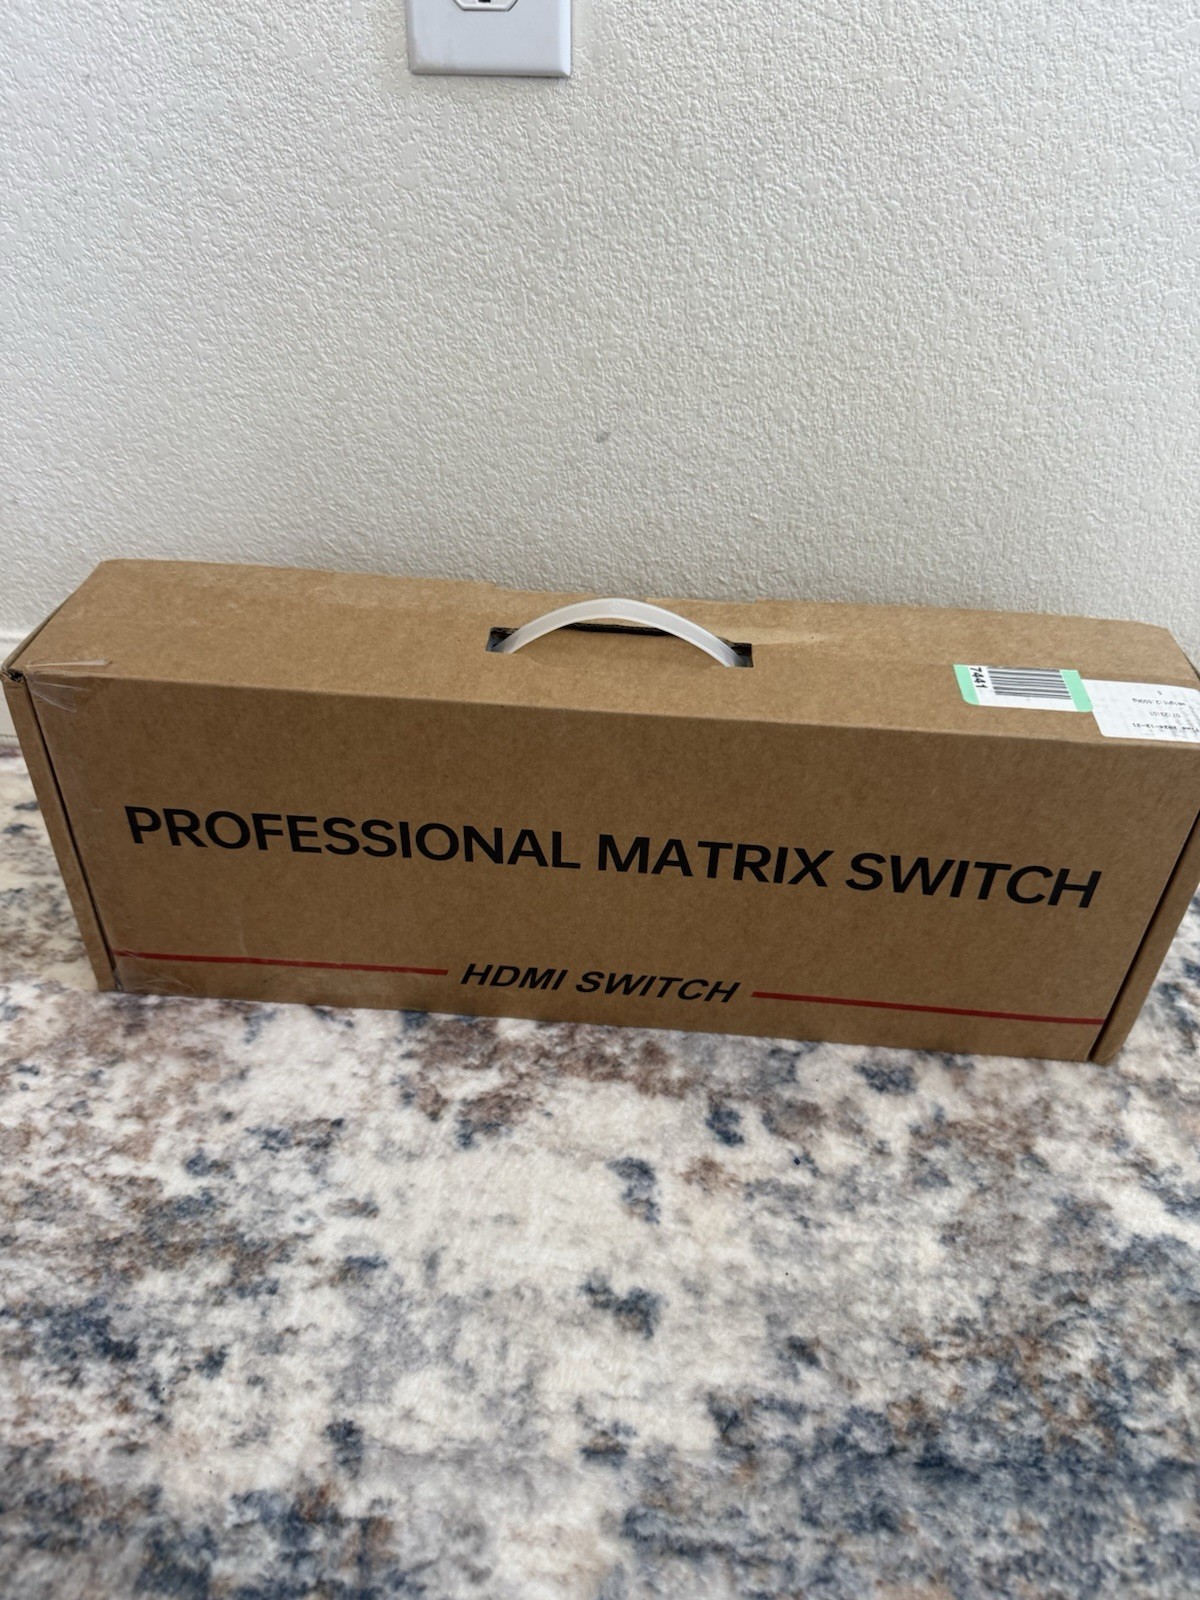 7441
PROFESSIONAL MATRIX SWITCH
HDMI SWITCH